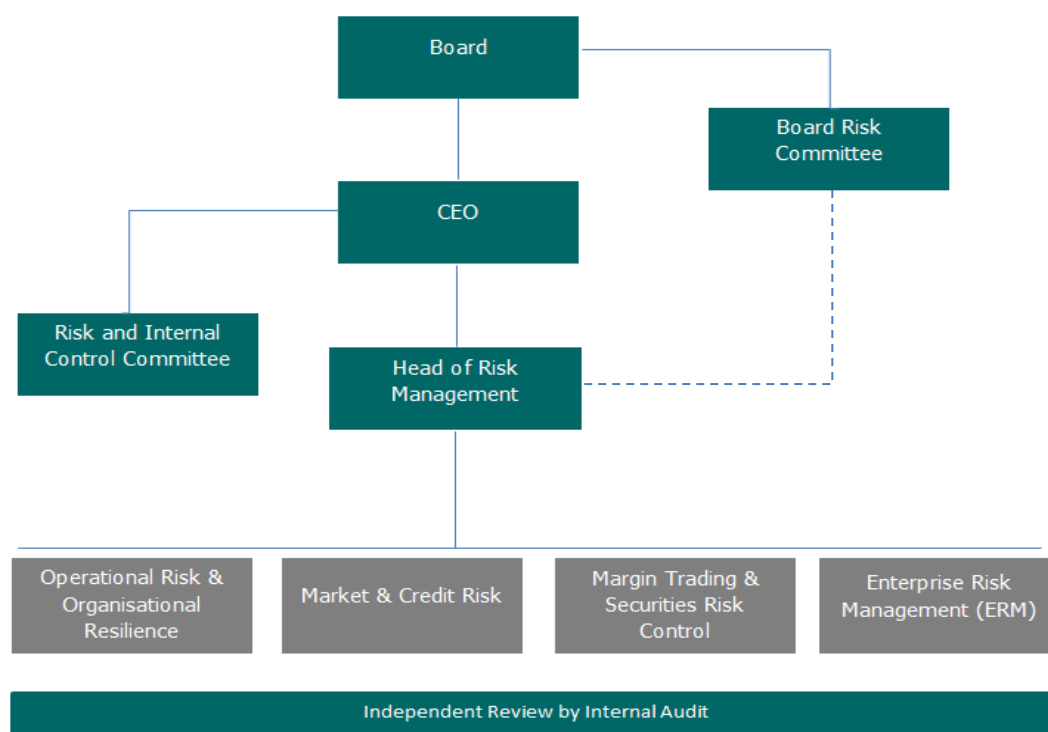 Board
Board Risk
Committee
CEO
Risk and Internal
Control Committee
Head of Risk
Management
Operational Risk &
Organisational
Resilience
Market & Credit Risk
Margin Trading &
Securities Risk
Control
Enterprise Risk
Management (ERM)
Independent Review by Internal Audit